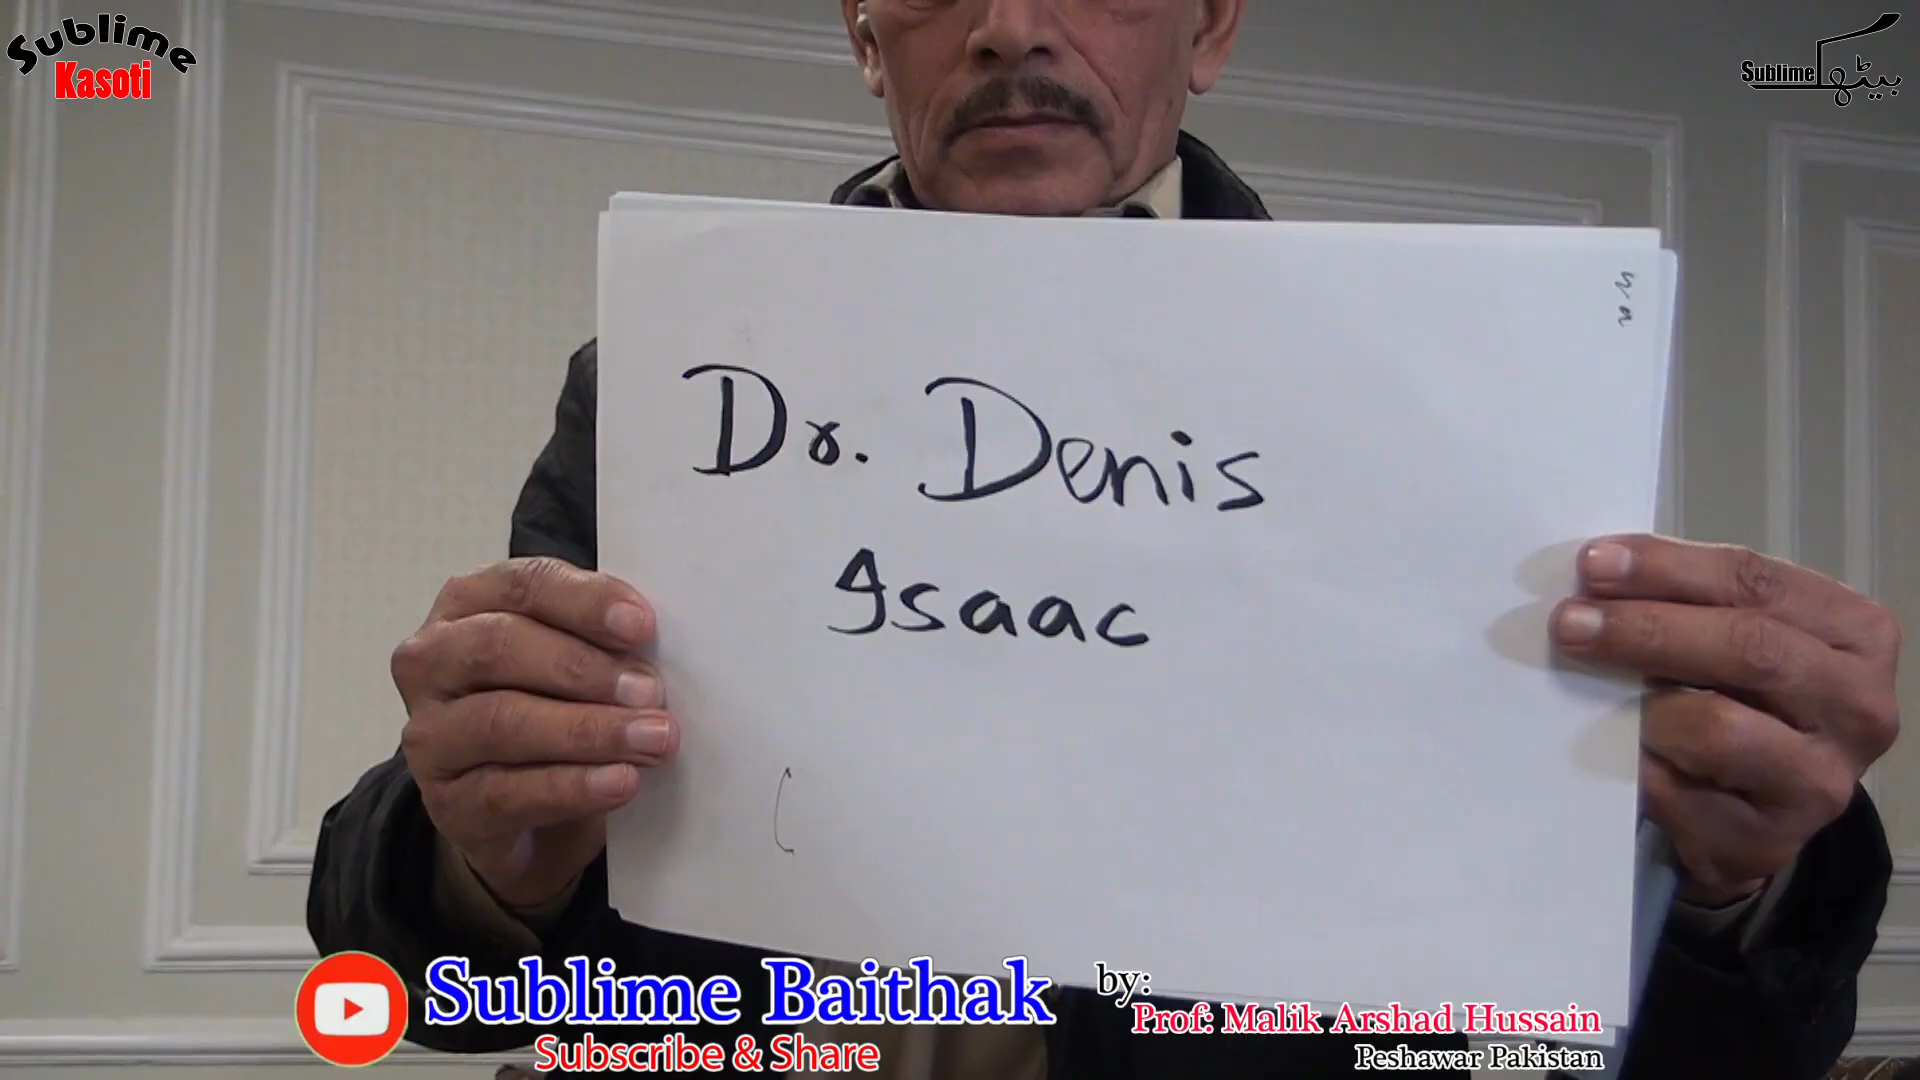 Sublime
Kasoti
Sublime بیٹھک
Dr. Denis
Isaac
Sublime Baithak
Subscribe & Share
by:
Prof: Malik Arshad Hussain
Peshawar Pakistan